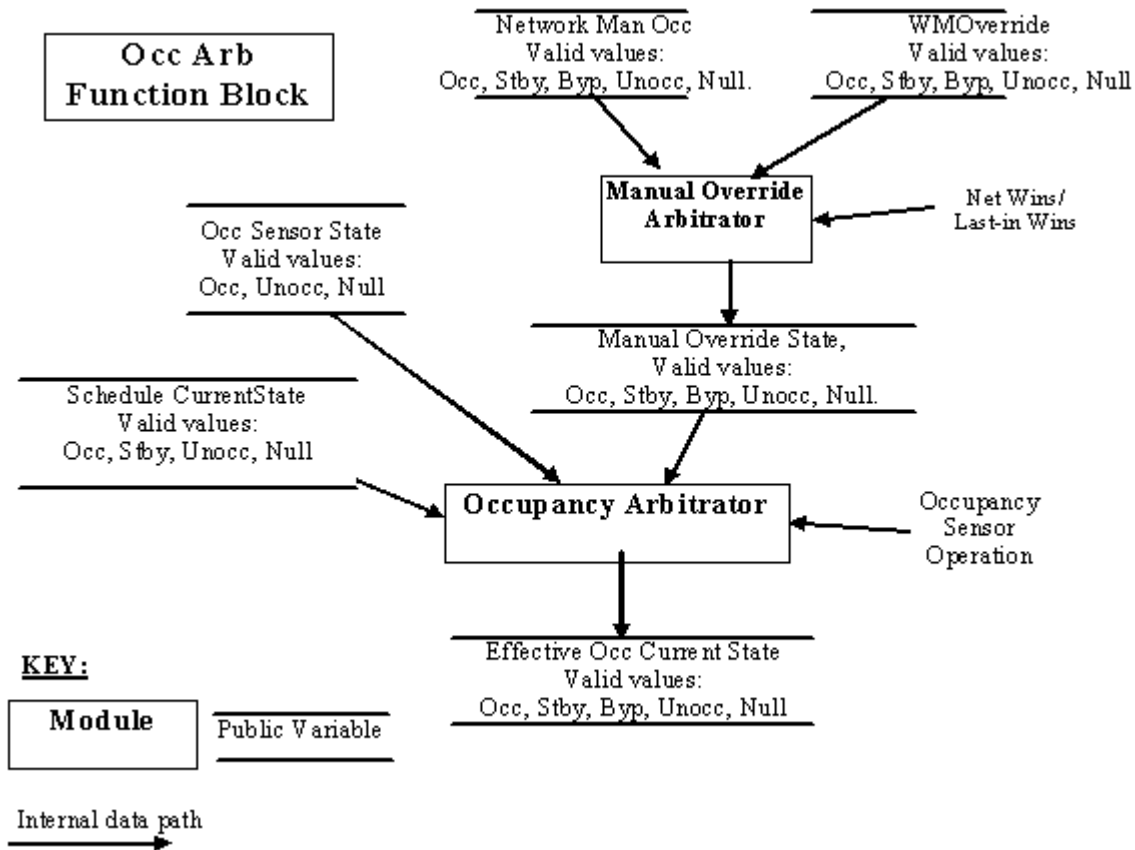 Occ Arb
Function Block
Network Man Occ
Valid values:
Occ, Stby, Byp, Unocc, Null.
WMOverride
Valid values:
Occ, Stby, Byp, Unocc, Null
Manual Override
Arbitrator
Net Wins/
Last-in Wins
Occ Sensor State
Valid values:
Occ, Unocc, Null
Manual Override State,
Valid values:
Occ, Stby, Byp, Unocc, Null.
Schedule CurrentState
Valid values:
Occ, Stby, Unocc, Null
Occupancy Arbitrator
Occupancy
Sensor
Operation
Effective Occ Current State
Valid values:
Occ, Stby, Byp, Unocc, Null
KEY:
Module
Public Variable
Internal data path